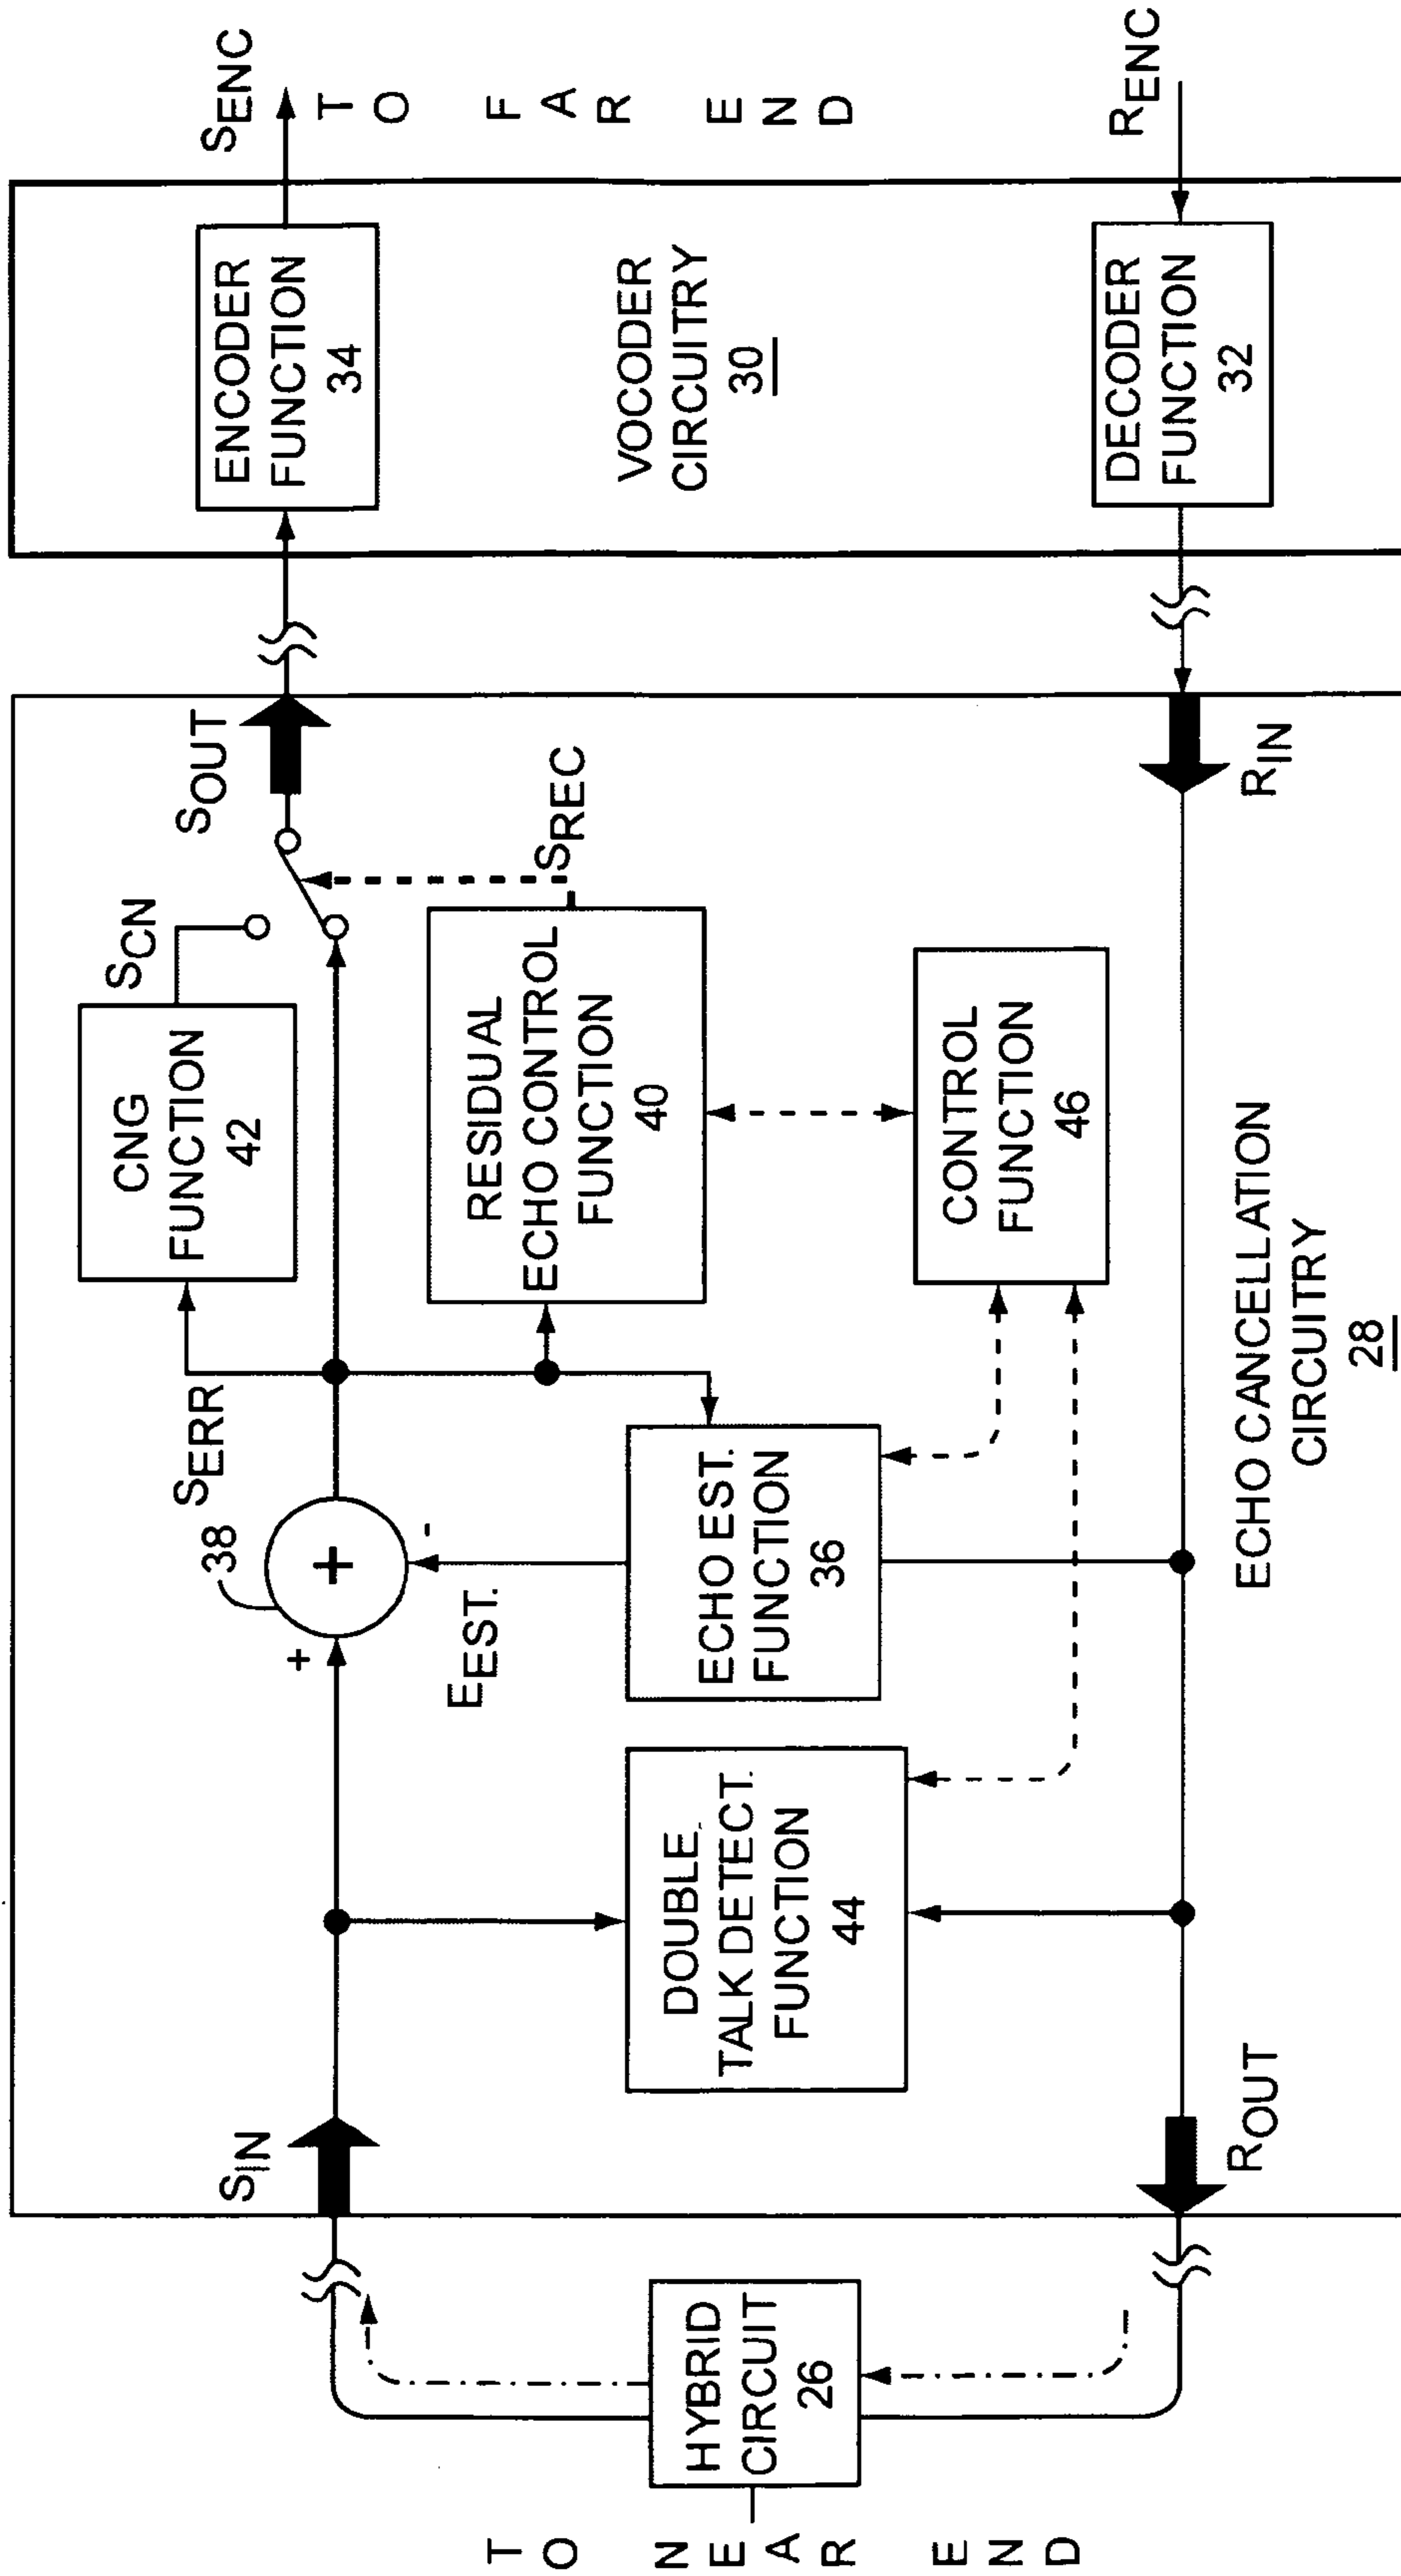 TO NEAR END
HYBRID
CIRCUIT
26
SIN
ROUT
DOUBLE
TALK DETECT.
FUNCTION
44
38
+
+
-
SERR
EEST.
ECHO EST.
FUNCTION
36
CNG
FUNCTION
42
SCN
SOUT
RESIDUAL
ECHO CONTROL
FUNCTION
40
SREC
CONTROL
FUNCTION
46
RIN
ECHO CANCELLATION
CIRCUITRY
28
ENCODER
FUNCTION
34
VOCODER
CIRCUITRY
30
DECODER
FUNCTION
32
SENC
TO FAR END
RENC